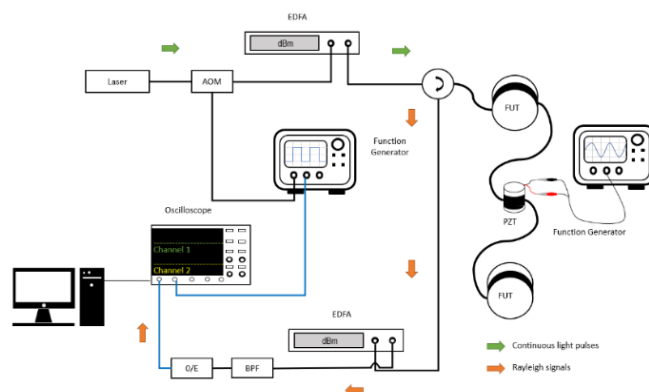 EDFA
dBm
Laser
AOM
FUT
Function
Generator
Oscilloscope
Channel 1
Channel 2
PZT
Function Generator
FUT
EDFA
dBm
O/E
BPF
Continuous light pulses
Rayleigh signals